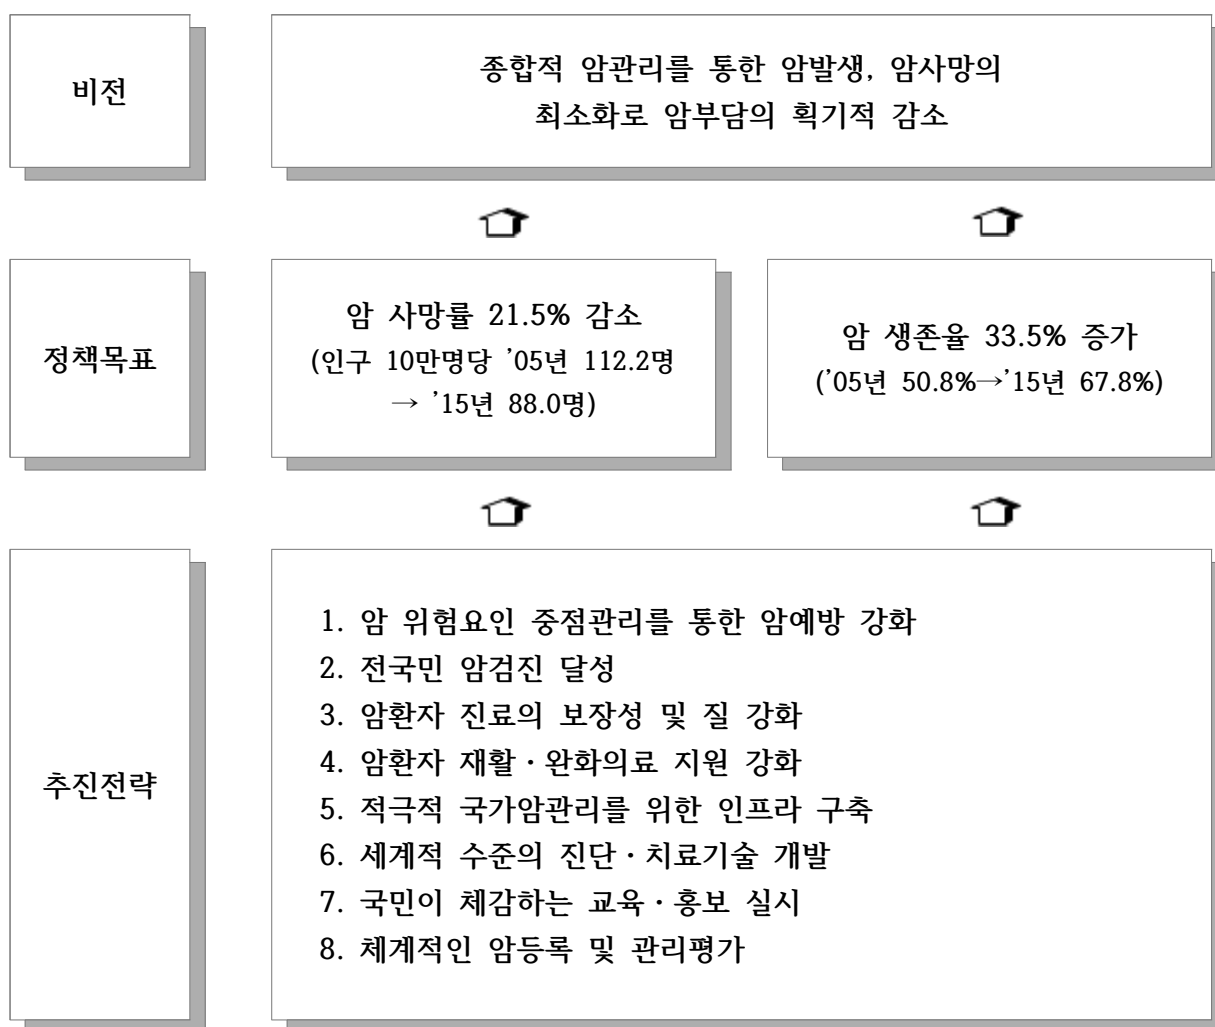 비전
종합적 암관리를 통한 암발생, 암사망의
최소화로 암부담의 획기적 감소
정책목표
암 사망률 21.5% 감소
(인구 10만명당 ’05년 112.2명
→ ’15년 88.0명)
암 생존율 33.5% 증가
(’05년 50.8%→’15년 67.8%)
추진전략
1. 암 위험요인 중점관리를 통한 암예방 강화
2. 전국민 암검진 달성
3. 암환자 진료의 보장성 및 질 강화
4. 암환자 재활·완화의료 지원 강화
5. 적극적 국가암관리를 위한 인프라 구축
6. 세계적 수준의 진단·치료기술 개발
7. 국민이 체감하는 교육·홍보 실시
8. 체계적인 암등록 및 관리평가